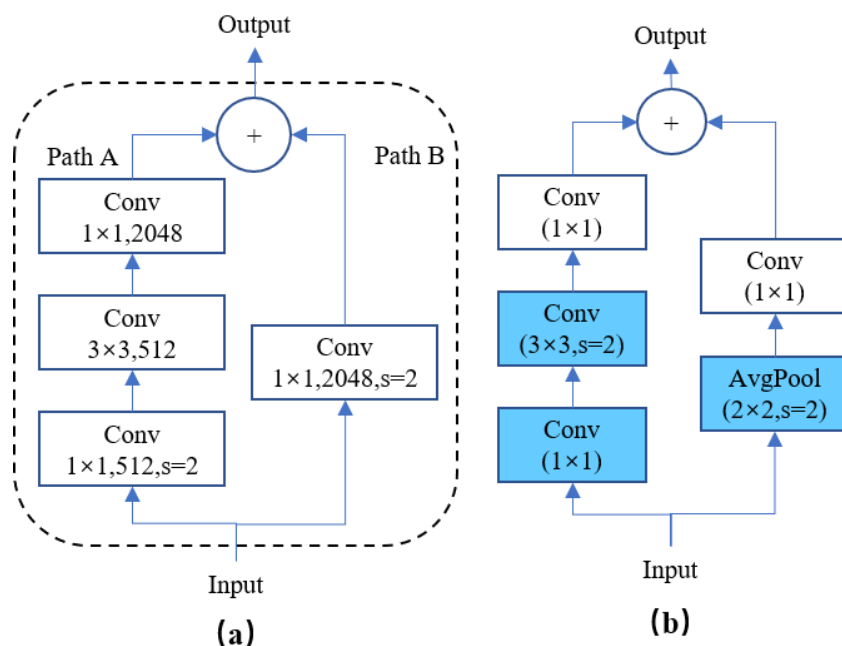 Output
+
Path A
Path B
Conv
1×1,2048
Conv
3×3,512
Conv
1×1,512,s=2
Conv
1×1,2048,s=2
Input
(a)
Output
+
Conv
(1×1)
Conv
(3×3,s=2)
Conv
(1×1)
Conv
(1×1)
AvgPool
(2×2,s=2)
Input
(b)